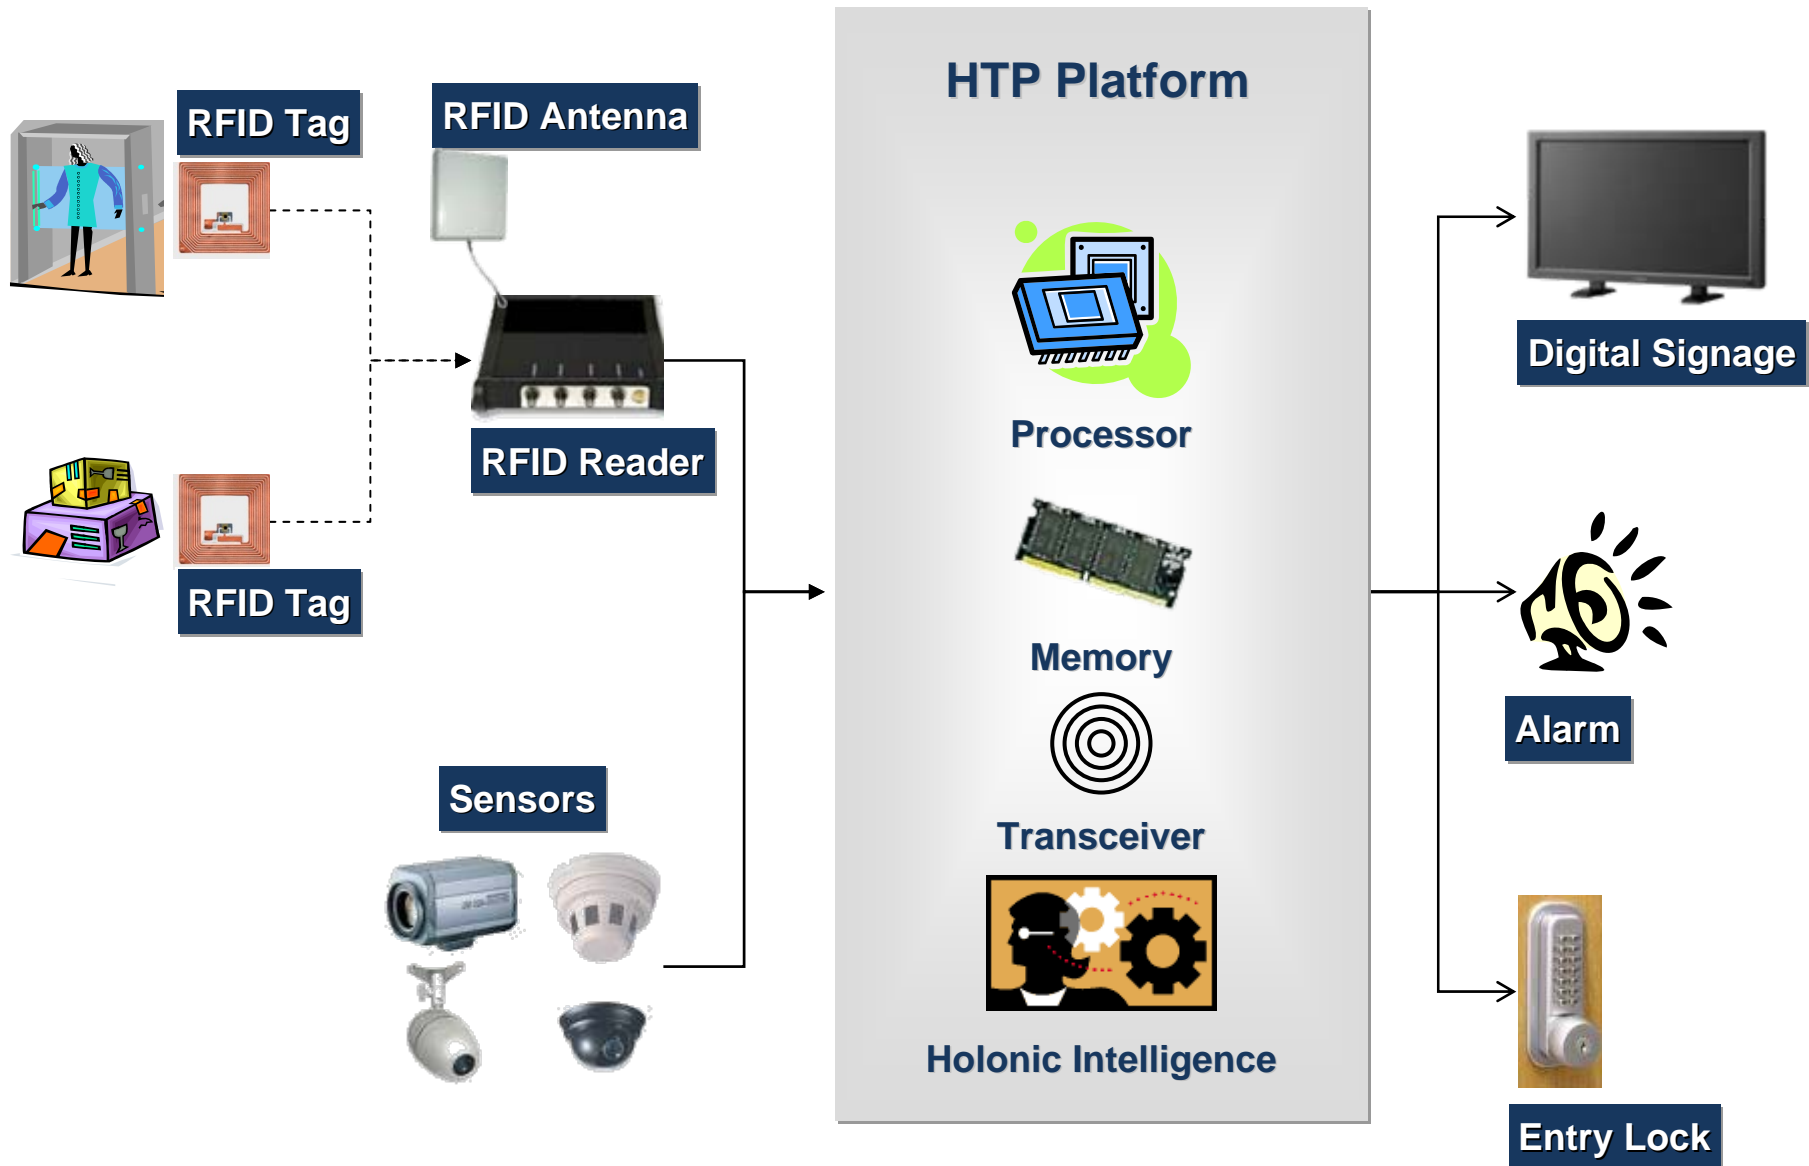 HTP Platform
RFID Tag
RFID Antenna
RFID Reader
RFID Tag
Sensors
Processor
Memory
Transceiver
Holonic Intelligence
Digital Signage
Alarm
Entry Lock